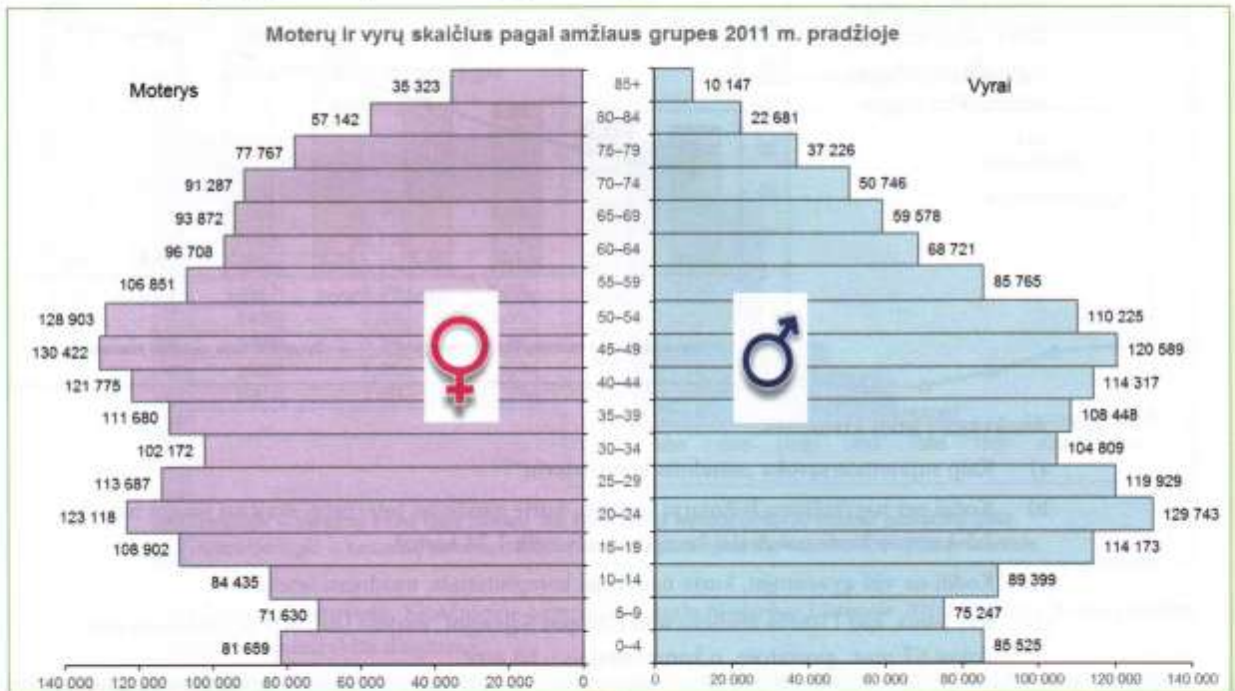 Moterų ir vyrų skaičius pagal amžiaus grupes 2011 m. pradžioje
Moterys
Vyrai
35 323 85+ 10 147
57 142 80–84 22 681
77 767 75–79 37 226
91 287 70–74 50 746
93 872 65–69 59 578
96 708 60–64 68 721
106 851 55–59 85 765
128 903 50–54 110 225
130 422 45–49 120 589
121 775 40–44 114 317
111 680 35–39 108 448
102 172 30–34 104 809
113 687 25–29 119 929
123 118 20–24 129 743
108 902 15–19 114 173
84 435 10–14 89 399
71 630 5–9 75 247
81 659 0–4 85 525
140 000 120 000 100 000 80 000 60 000 40 000 20 000 0 0 20 000 40 000 60 000 80 000 100 000 120 000 140 000